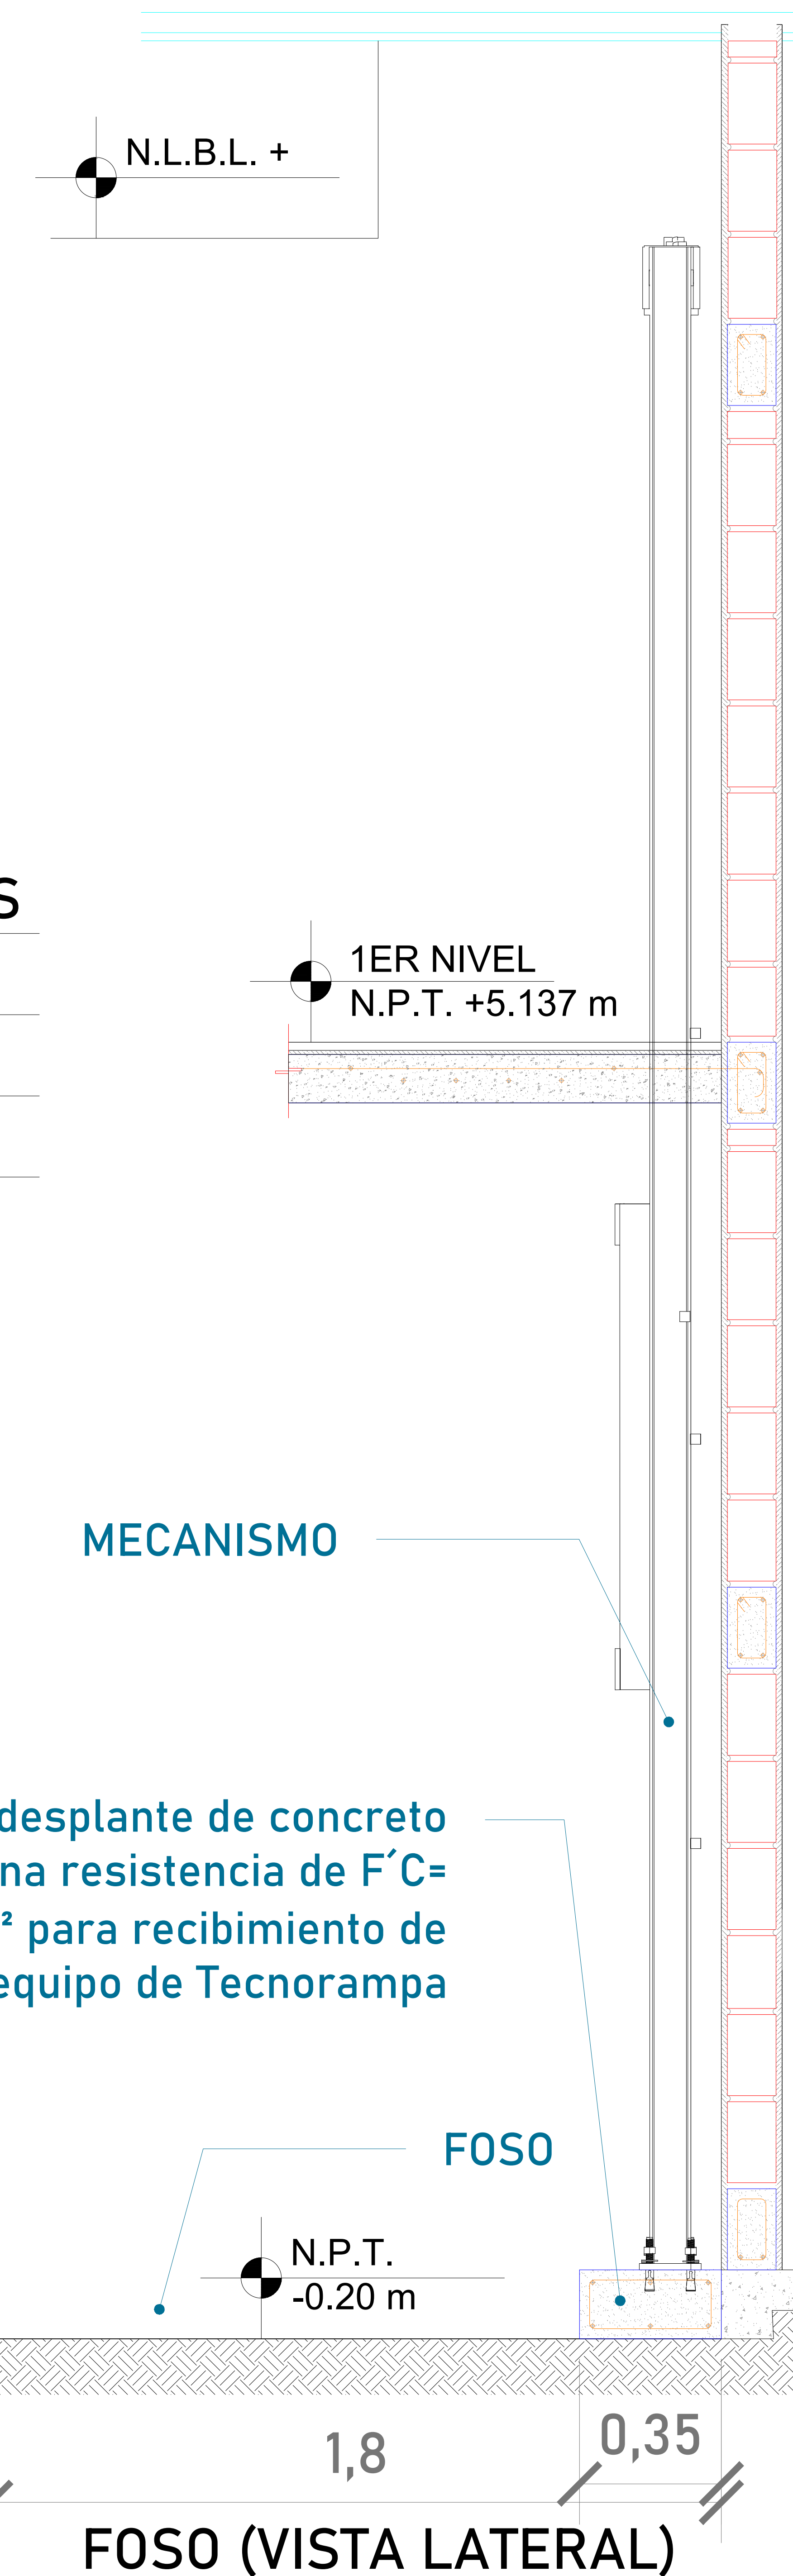 N.L.B.L. +
S
1ER NIVEL
N.P.T. +5.137 m
MECANISMO
desplante de concreto
na resistencia de F´C=
² para recibimiento de
equipo de Tecnorampa
FOSO
N.P.T.
-0.20 m
1,8
0,35
FOSO (VISTA LATERAL)